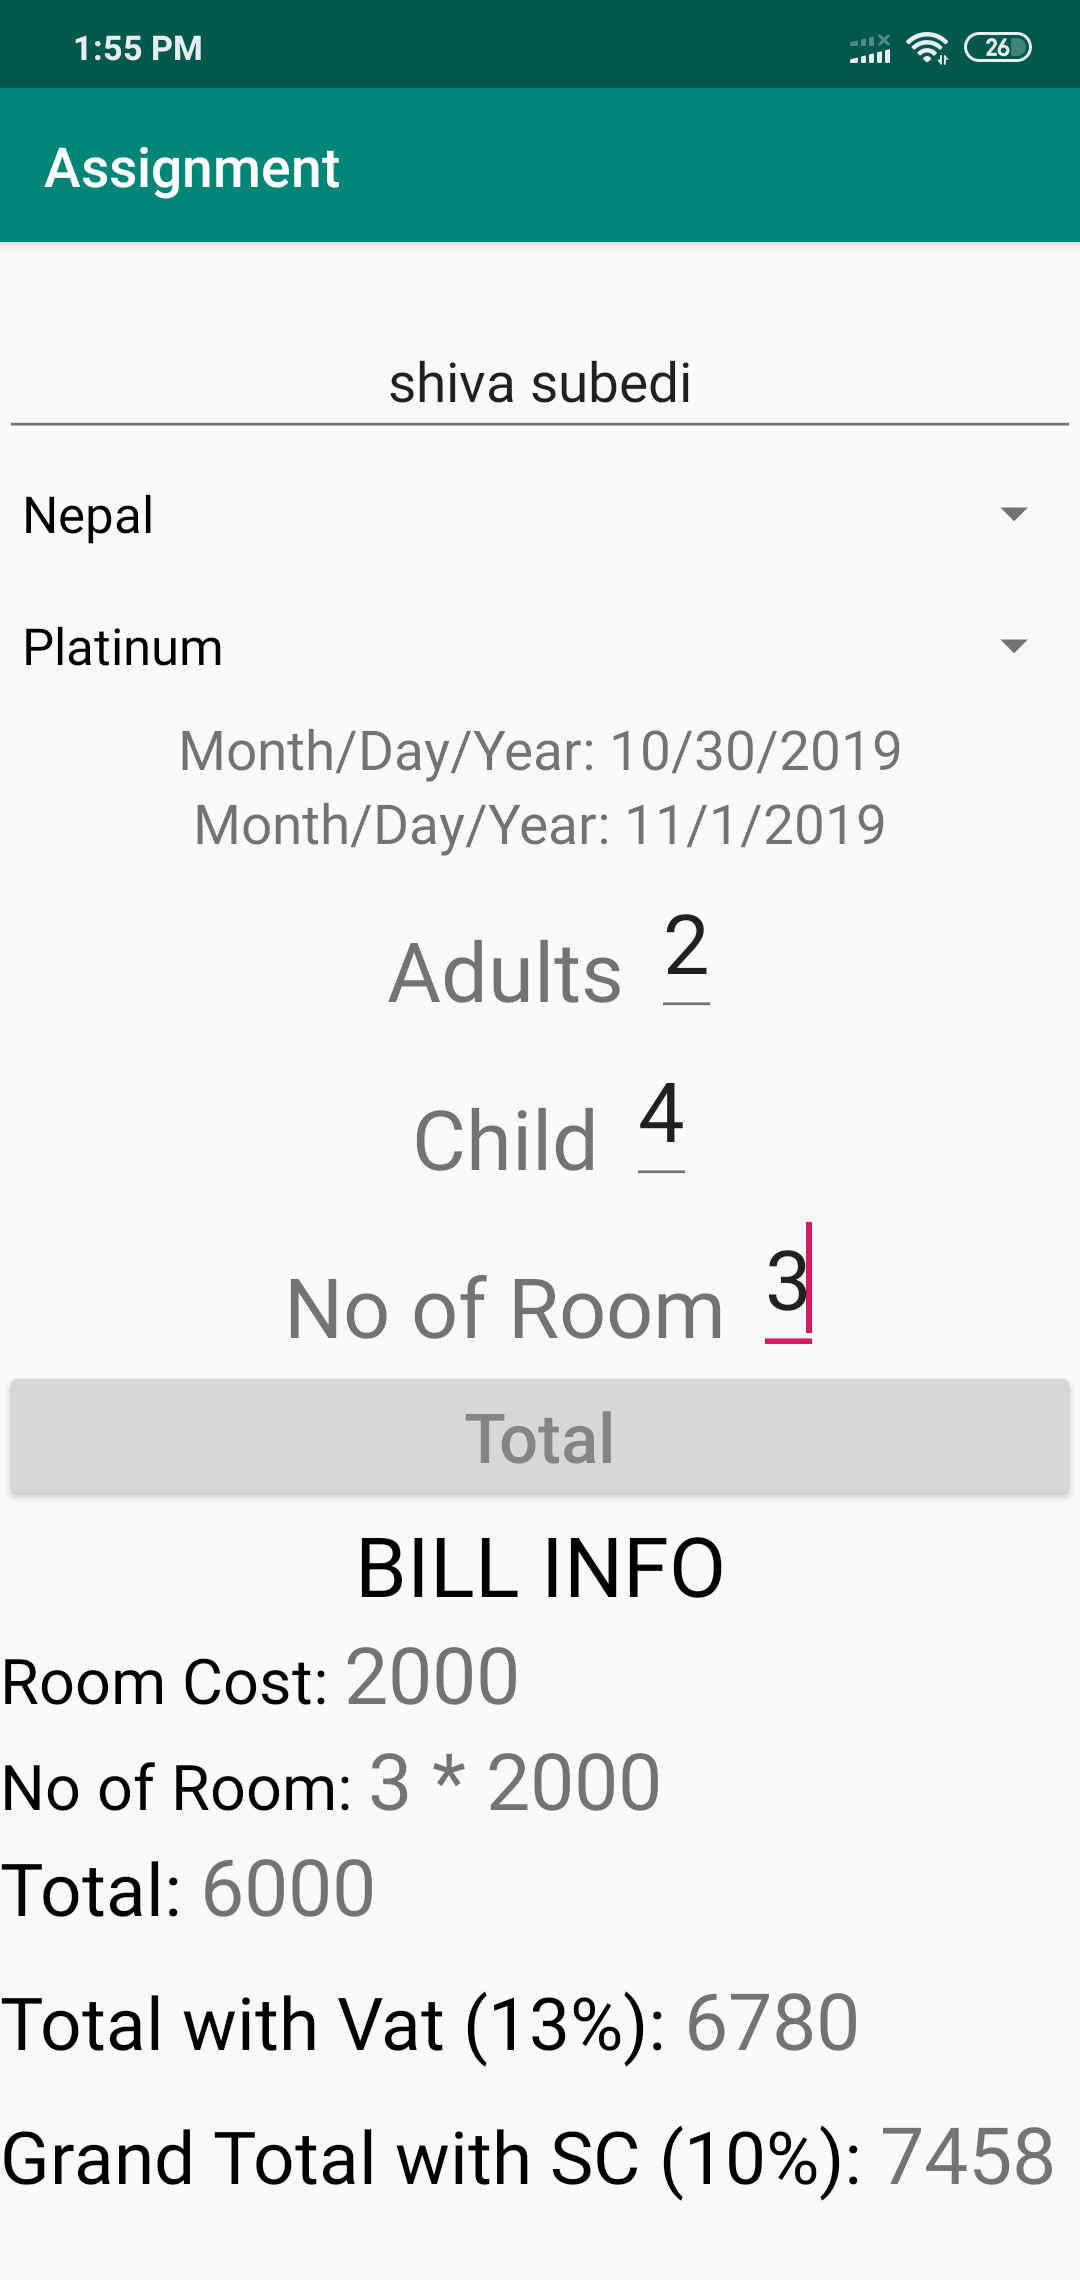 1:55 PM
26
Assignment
shiva subedi
Nepal
Platinum
Month/Day/Year: 10/30/2019
Month/Day/Year: 11/1/2019
Adults 2
Child 4
No of Room 3
Total
BILL INFO
Room Cost: 2000
No of Room: 3 * 2000
Total: 6000
Total with Vat (13%): 6780
Grand Total with SC (10%): 7458